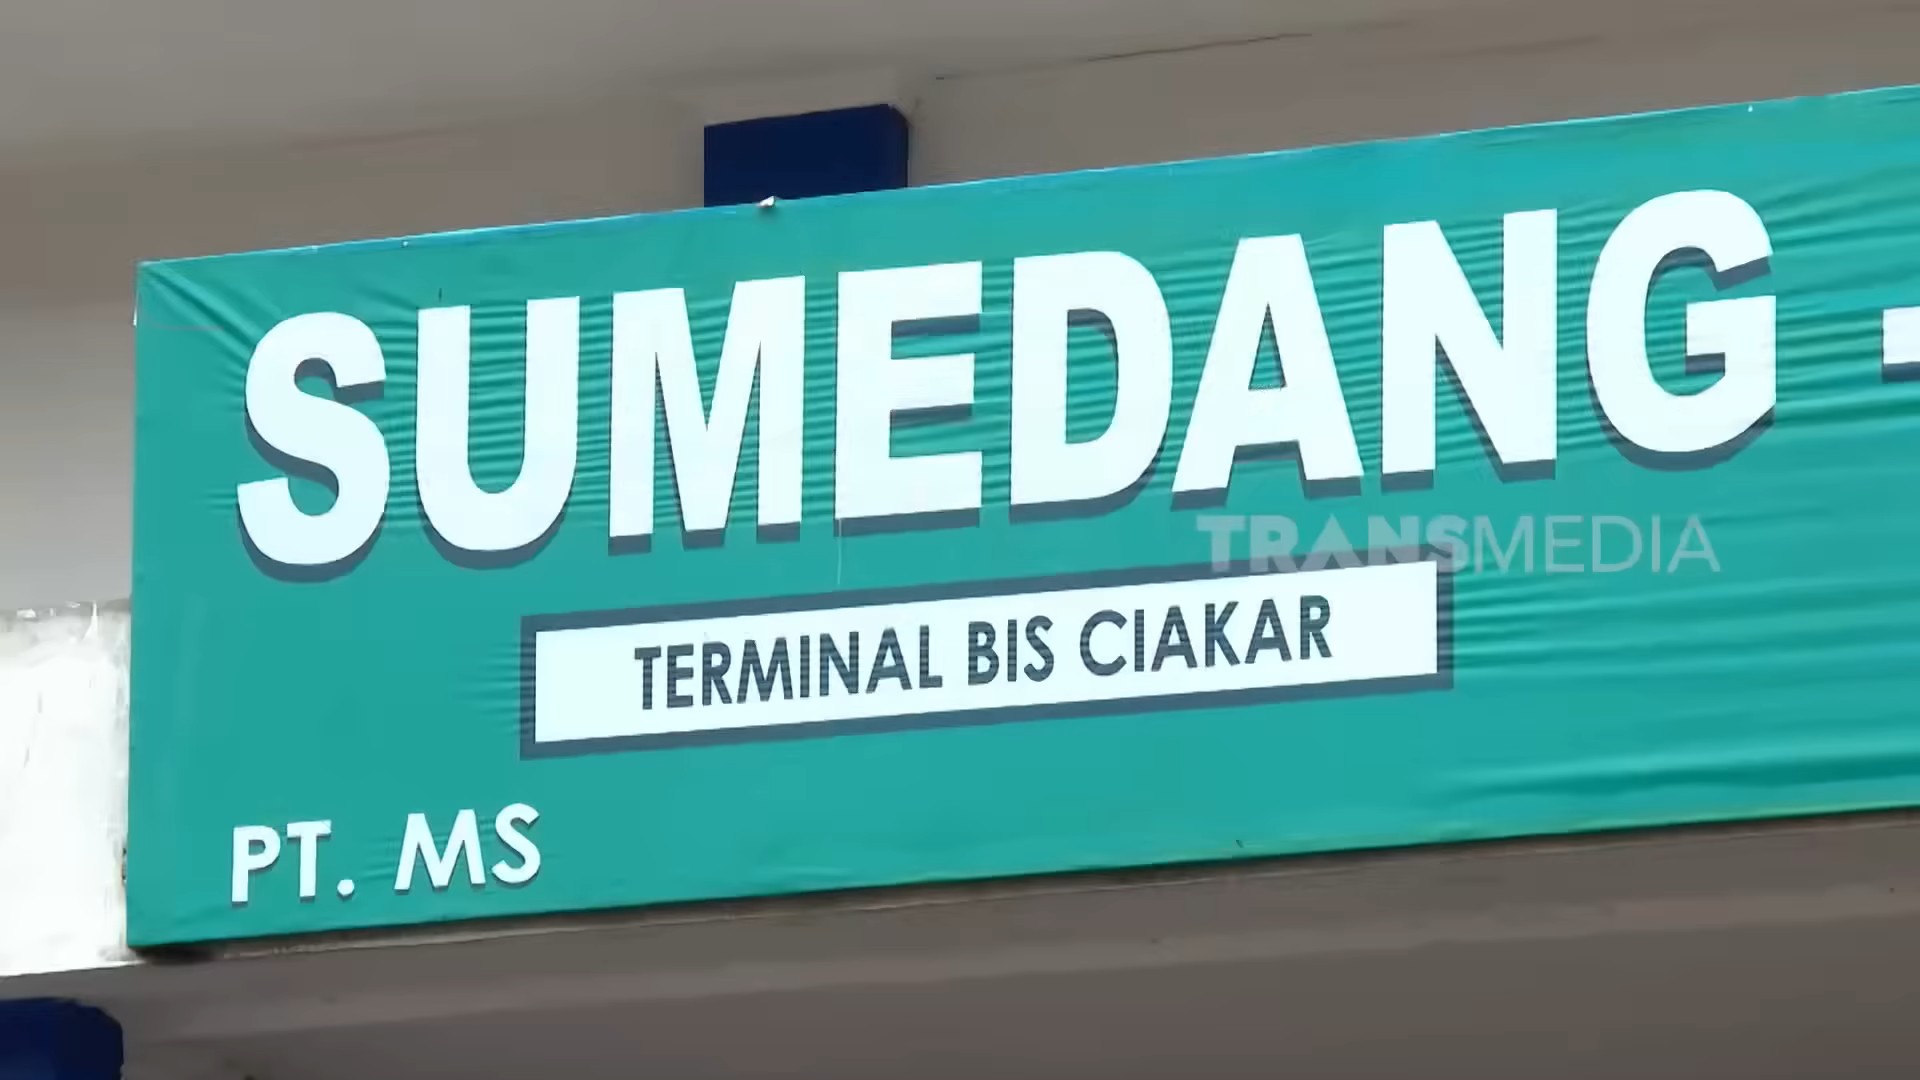 SUMEDANG -
TRANSMEDIA
TERMINAL BIS CIAKAR
PT. MS